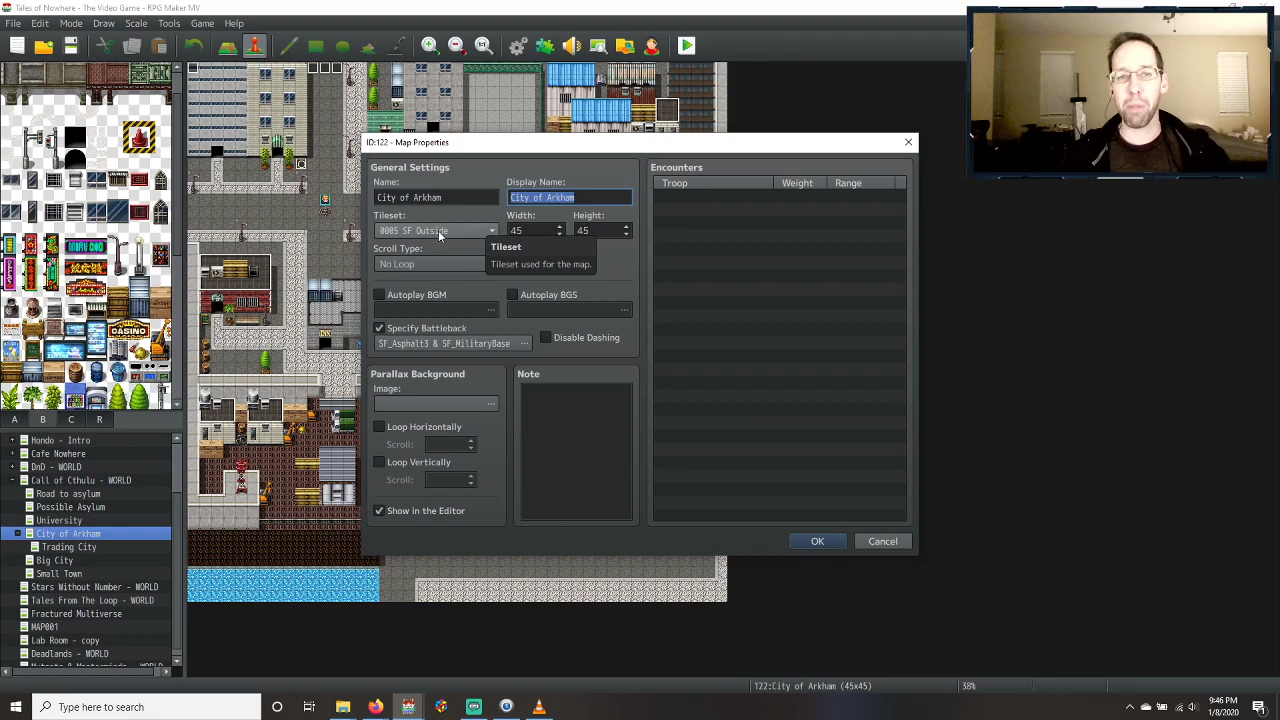 Tales of Nowhere - The Video Game - RPG Maker MV
File Edit Mode Draw Scale Tools Game Help
ID:122 - Map Properties
General Settings
Name:
Display Name:
City of Arkham
City of Arkham
Tileset:
Width:
Height:
0005 SF Outside
45
45
Tileset
Tileset used for the map.
Scroll Type:
No Loop
Autoplay BGM
Autoplay BGS
...
...
Specify Battleback
Disable Dashing
SF_Asphalt3 & SF_MilitaryBase ...
Parallax Background
Image:
...
Loop Horizontally
Scroll:
Loop Vertically
Scroll:
Show in the Editor
Note
Encounters
Troop Weight Range
OK
Cancel
INN
CASINO
A B C R
Hondo - Intro
Cafe Nowhere
DnD - WORLD
Call of Cthulu - WORLD
Road to asylum
Possible Asylum
University
City of Arkham
Trading City
Big City
Small Town
Stars Without Number - WORLD
Tales From The Loop - WORLD
Fractured Multiverse
MAP001
Lab Room - copy
Deadlands - WORLD
Mutants & Masterminds - WORLD
122:City of Arkham (45x45)
38%
Type here to search
9:46 PM
1/8/2020